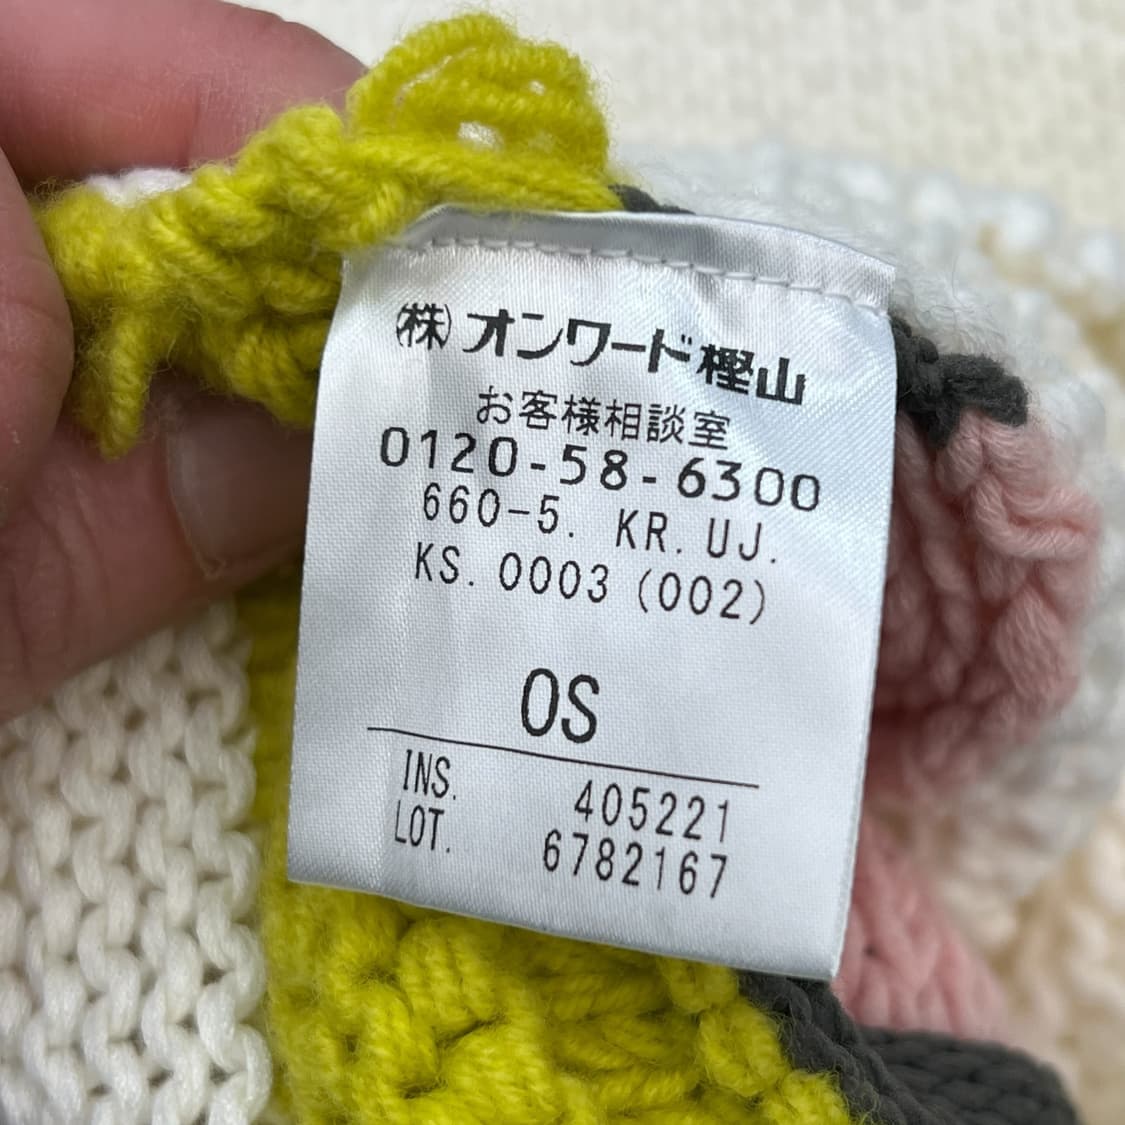 (株)オンワード樫山
お客様相談室
0120-58-6300
660-5. KR. UJ.
KS. 0003 (002)
OS
INS. 405221
LOT. 6782167